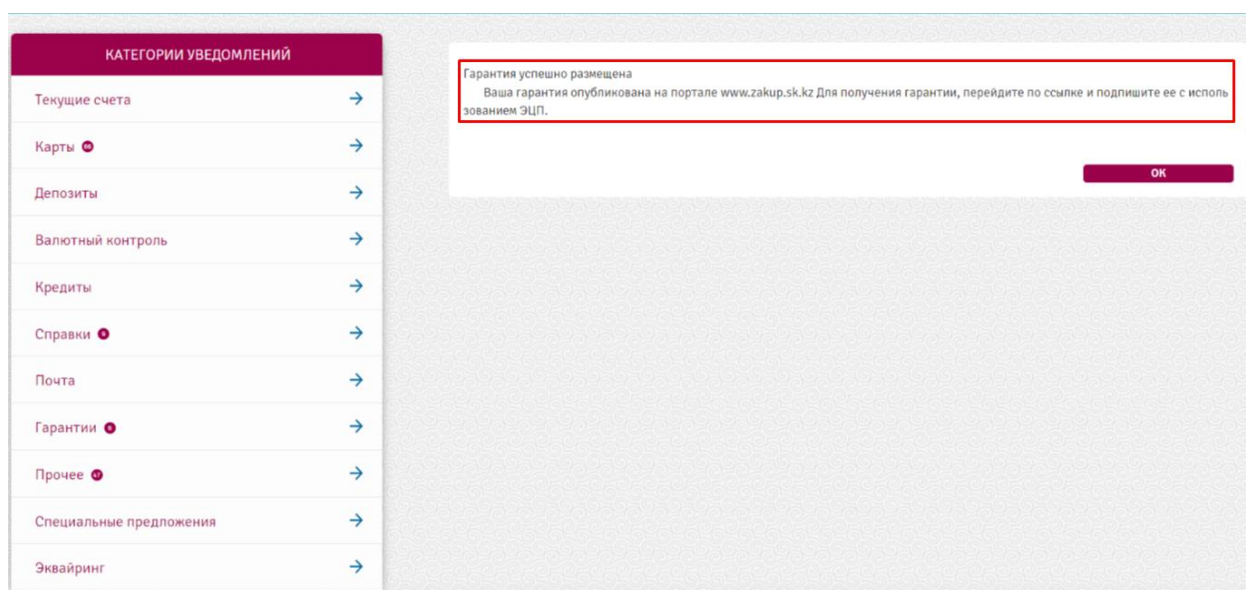 КАТЕГОРИИ УВЕДОМЛЕНИЙ
Текущие счета
Карты
Депозиты
Валютный контроль
Кредиты
Справки
Почта
Гарантии
Прочее
Специальные предложения
Эквайринг
Гарантия успешно размещена
Ваша гарантия опубликована на портале www.zakup.sk.kz Для получения гарантии, перейдите по ссылке и подпишите ее с исполь
зованием ЭЦП.
ОК